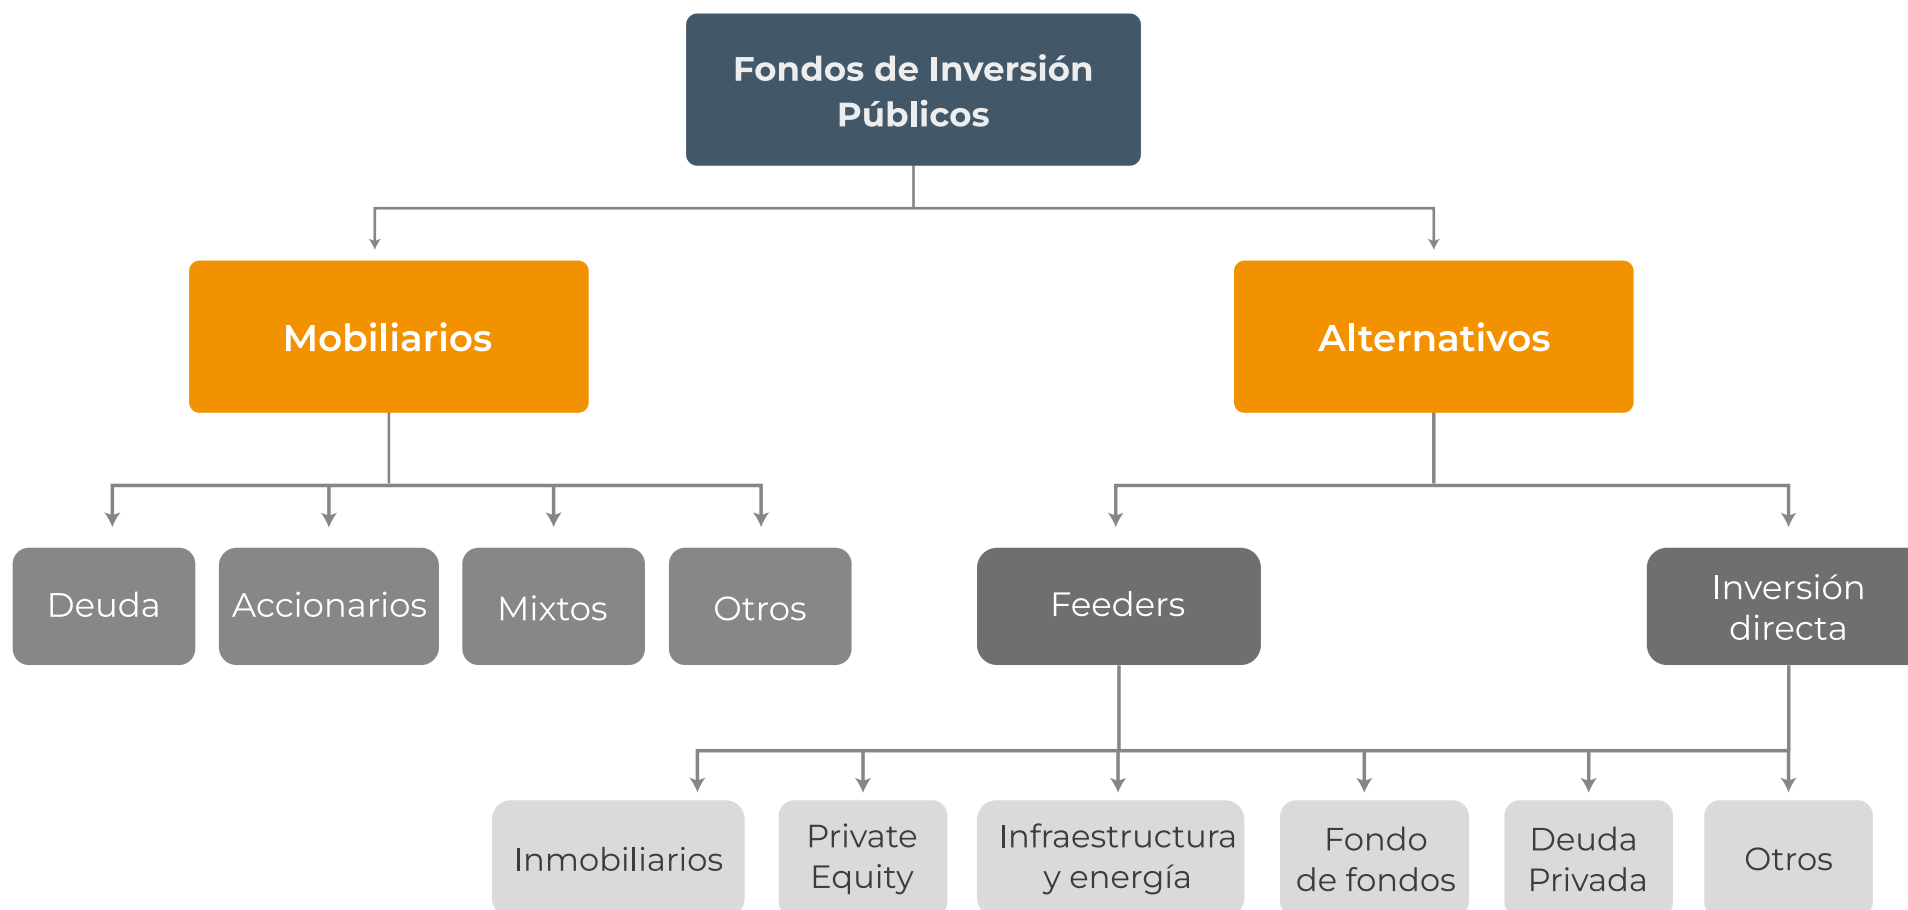 Fondos de Inversión
Públicos
Mobiliarios
Alternativos
Deuda
Accionarios
Mixtos
Otros
Feeders
Inversión
directa
Inmobiliarios
Private
Equity
Infraestructura
y energía
Fondo
de fondos
Deuda
Privada
Otros